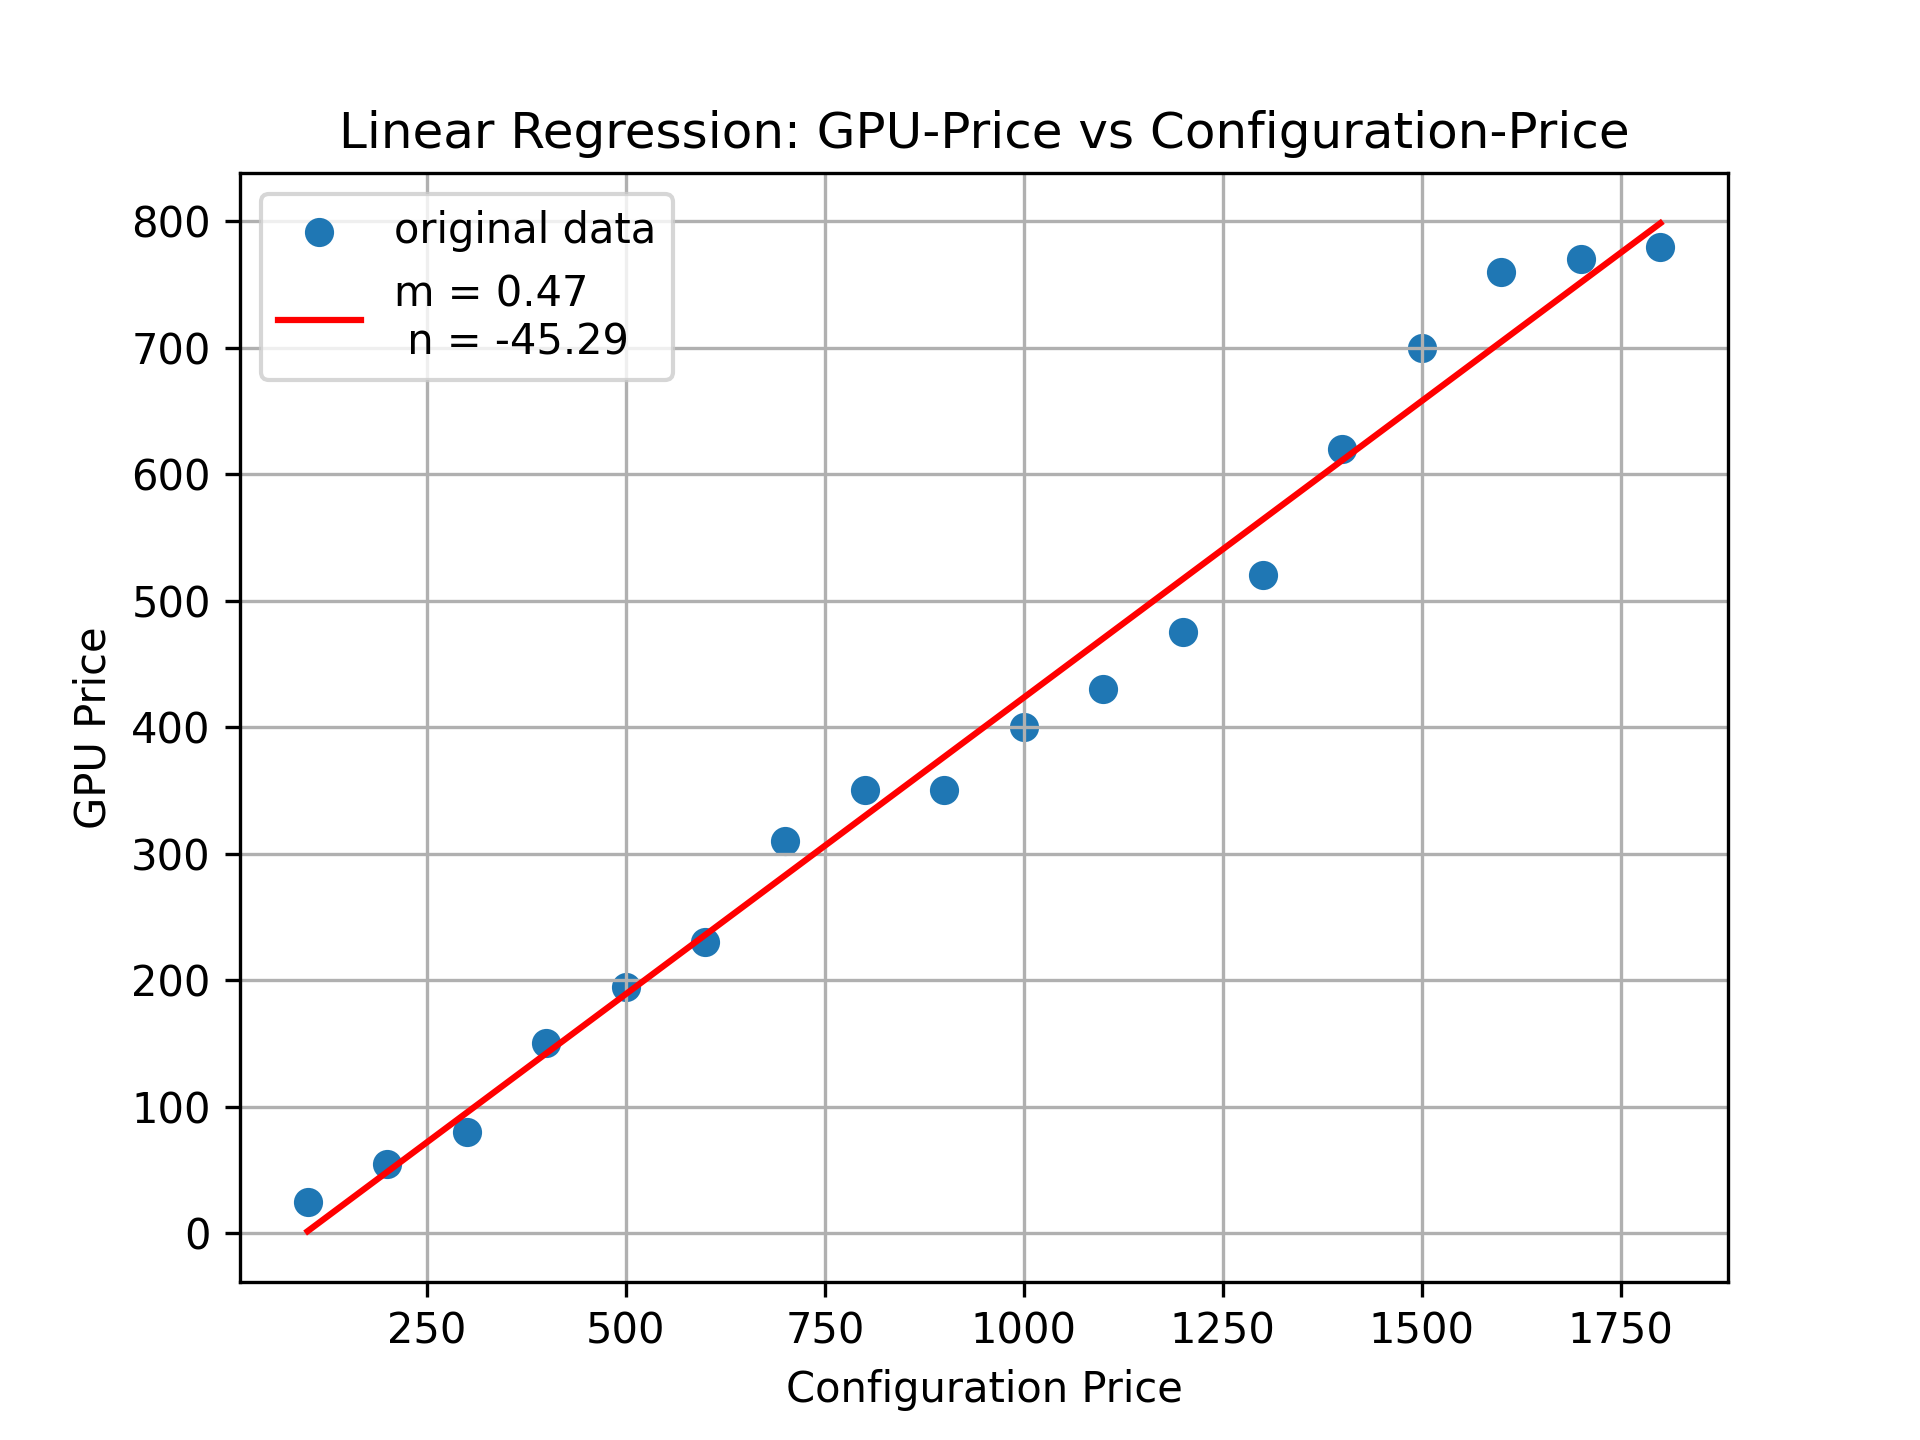 Linear Regression: GPU-Price vs Configuration-Price
original data
m = 0.47
n = -45.29
800
700
600
500
400
300
200
100
0
GPU Price
250 500 750 1000 1250 1500 1750
Configuration Price